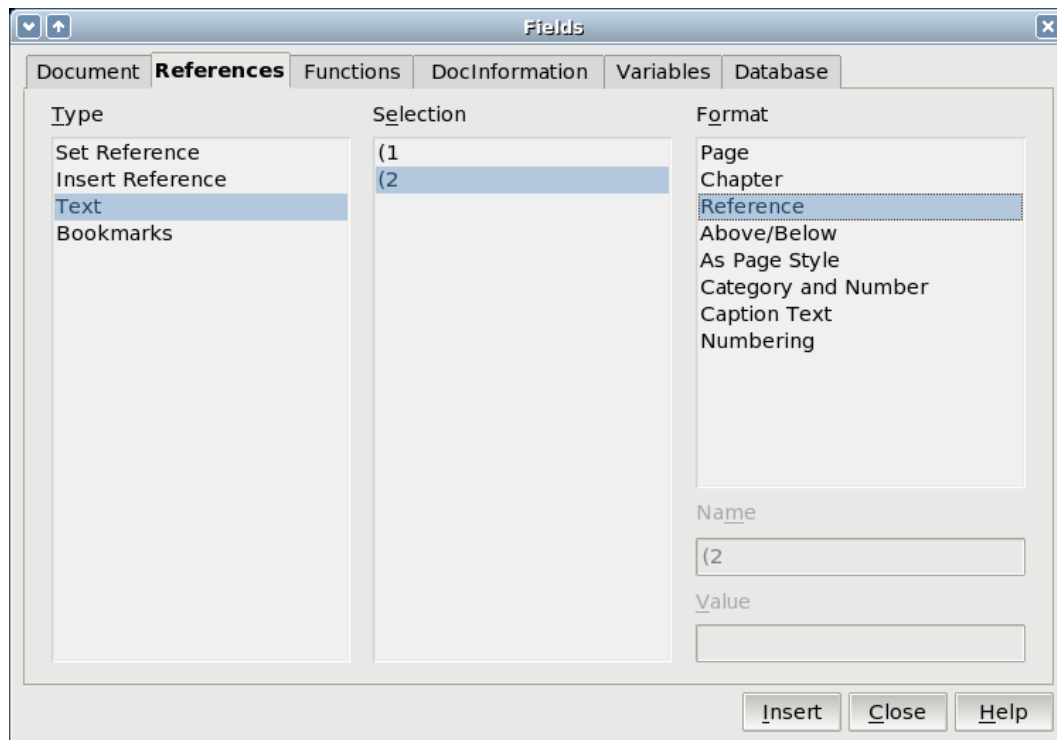 Fields
Document References Functions DocInformation Variables Database
Type Selection Format
Set Reference
Insert Reference
Text
Bookmarks
(1
(2
Page
Chapter
Reference
Above/Below
As Page Style
Category and Number
Caption Text
Numbering
Name
(2
Value
Insert Close Help